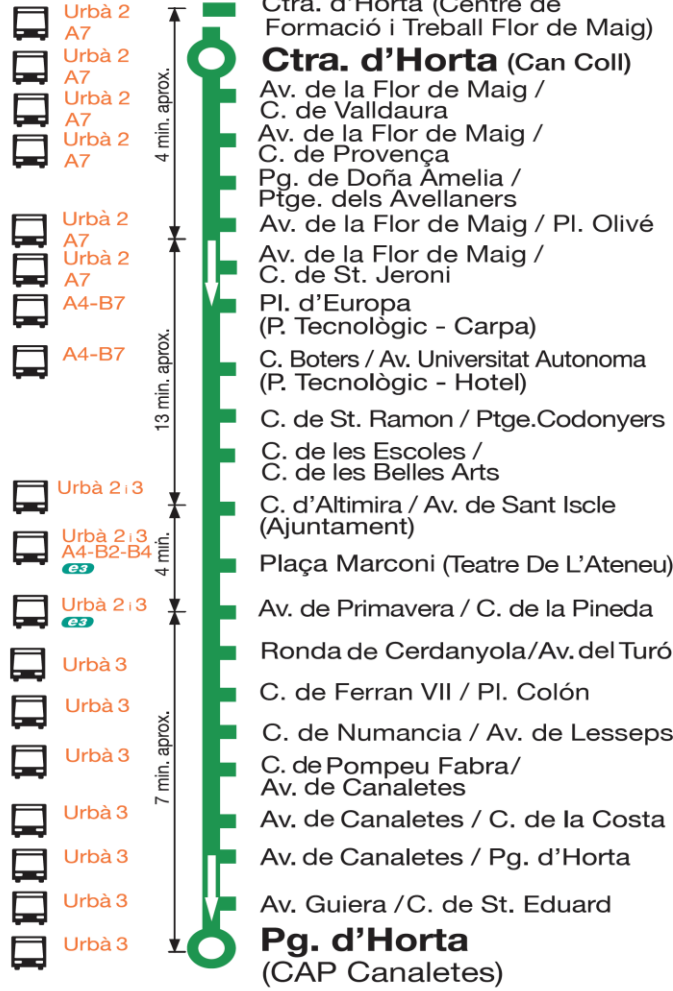 Urbà 2
A7
Ctra. d'Horta (Centre de
Formació i Treball Flor de Maig)
Urbà 2
A7
Ctra. d'Horta (Can Coll)
Urbà 2
A7
Av. de la Flor de Maig /
C. de Valldaura
Urbà 2
A7
4 min. aprox.
Av. de la Flor de Maig /
C. de Provença
Pg. de Doña Amelia /
Ptge. dels Avellaners
Urbà 2
A7
Av. de la Flor de Maig / Pl. Olivé
Urbà 2
A7
Av. de la Flor de Maig /
C. de St. Jeroni
A4-B7
Pl. d'Europa
(P. Tecnològic - Carpa)
A4-B7
13 min. aprox.
C. Boters / Av. Universitat Autonoma
(P. Tecnològic - Hotel)
C. de St. Ramon / Ptge.Codonyers
C. de les Escoles /
C. de les Belles Arts
Urbà 2 i 3
C. d'Altimira / Av. de Sant Iscle
(Ajuntament)
Urbà 2 i 3
A4-B2-B4
e3
4 min.
Plaça Marconi (Teatre De L'Ateneu)
Urbà 2 i 3
e3
Av. de Primavera / C. de la Pineda
Urbà 3
Ronda de Cerdanyola/Av. del Turó
Urbà 3
C. de Ferran VII / Pl. Colón
C. de Numancia / Av. de Lesseps
Urbà 3
7 min. aprox.
C. de Pompeu Fabra/
Av. de Canaletes
Urbà 3
Av. de Canaletes / C. de la Costa
Urbà 3
Av. de Canaletes / Pg. d'Horta
Urbà 3
Av. Guiera / C. de St. Eduard
Urbà 3
Pg. d'Horta
(CAP Canaletes)